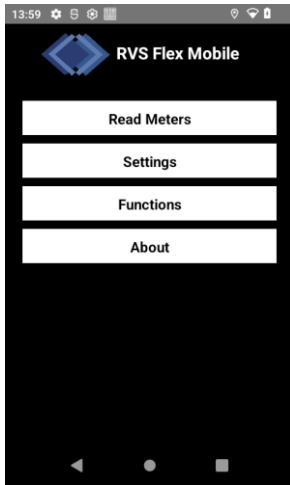 13:59
RVS Flex Mobile
Read Meters
Settings
Functions
About